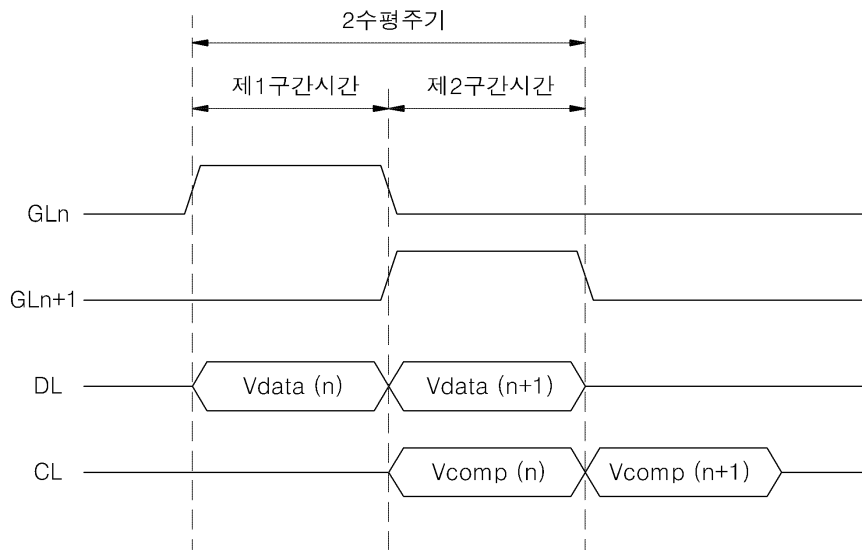 2수평주기
제1구간시간
제2구간시간
GLn
GLn+1
DL
Vdata (n)
Vdata (n+1)
CL
Vcomp (n)
Vcomp (n+1)